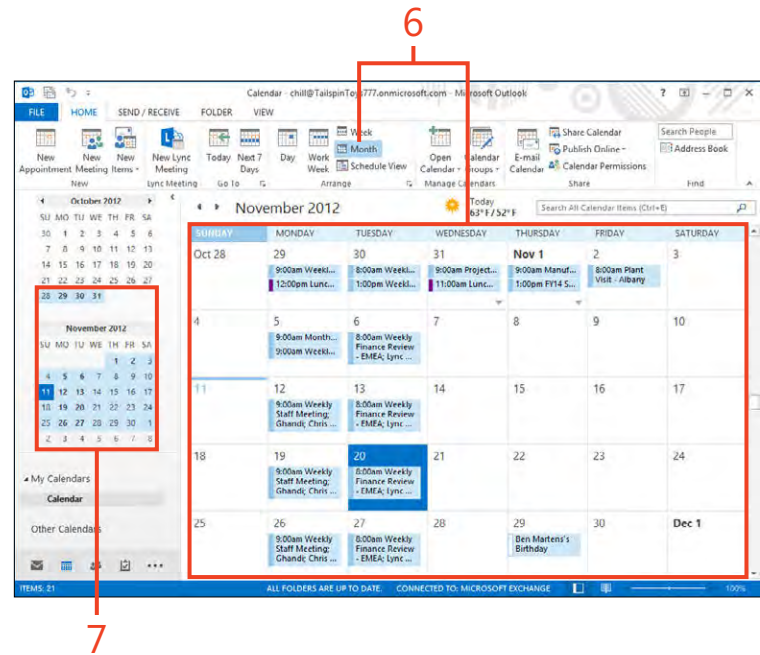 6
Calendar - chill@TailspinToys777.onmicrosoft.com - Microsoft Outlook
FILE HOME SEND / RECEIVE FOLDER VIEW
New Appointment
New Meeting
New Items
New Lync Meeting
Today
Next 7 Days
Day
Work Week
Week
Month
Schedule View
Open Calendar
Calendar Groups
E-mail Calendar
Share Calendar
Publish Online
Calendar Permissions
Search People
Address Book
New Lync Meeting Go To Arrange Manage Calendars Share Find
October 2012
SU MO TU WE TH FR SA
30 1 2 3 4 5 6
7 8 9 10 11 12 13
14 15 16 17 18 19 20
21 22 23 24 25 26 27
28 29 30 31
November 2012
SU MO TU WE TH FR SA
1 2 3
4 5 6 7 8 9 10
11 12 13 14 15 16 17
18 19 20 21 22 23 24
25 26 27 28 29 30 1
2 3 4 5 6 7 8
My Calendars
Calendar
Other Calendars
November 2012
Today
63°F/52°F
Search All Calendar Items (Ctrl+E)
SUNDAY MONDAY TUESDAY WEDNESDAY THURSDAY FRIDAY SATURDAY
Oct 28 29 30 31 Nov 1 2 3
9:00am Weekl...
12:00pm Lunc...
8:00am Weekl...
1:00pm Weekl...
9:00am Project...
11:00am Lunc...
9:00am Manuf...
1:00pm FY14 S...
8:00am Plant
Visit - Albany
4 5 6 7 8 9 10
9:00am Month...
9:00am Weekl...
8:00am Weekly
Finance Review
- EMEA; Lync ...
11 12 13 14 15 16 17
9:00am Weekly
Staff Meeting;
Ghandi; Chris ...
8:00am Weekly
Finance Review
- EMEA; Lync ...
18 19 20 21 22 23 24
9:00am Weekly
Staff Meeting;
Ghandi; Chris ...
8:00am Weekly
Finance Review
- EMEA; Lync ...
25 26 27 28 29 30 Dec 1
9:00am Weekly
Staff Meeting;
Ghandi; Chris ...
8:00am Weekly
Finance Review
- EMEA; Lync ...
Ben Martens's
Birthday
ITEMS: 21 ALL FOLDERS ARE UP TO DATE. CONNECTED TO: MICROSOFT EXCHANGE 100%
7